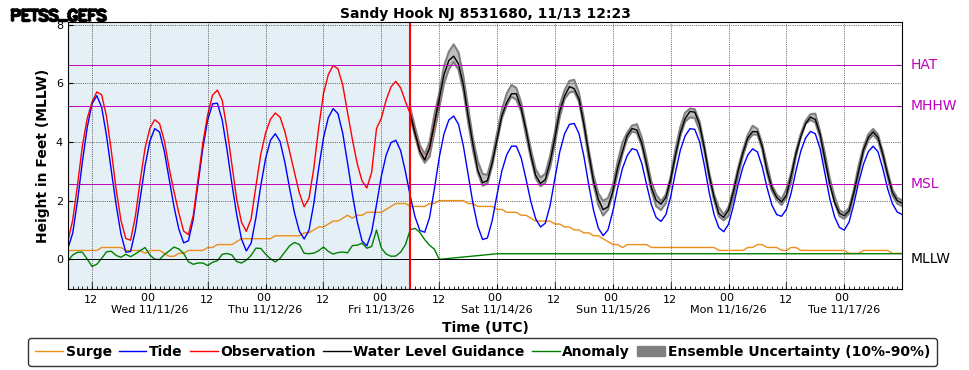 PETSS_GEFS
Sandy Hook NJ 8531680, 11/13 12:23
Height in Feet (MLLW)
8
6
4
2
0
HAT
MHHW
MSL
MLLW
12 00 12 00 12 00 12 00 12 00 12 00 12 00
Wed 11/11/26 Thu 11/12/26 Fri 11/13/26 Sat 11/14/26 Sun 11/15/26 Mon 11/16/26 Tue 11/17/26
Time (UTC)
Surge Tide Observation Water Level Guidance Anomaly Ensemble Uncertainty (10%-90%)